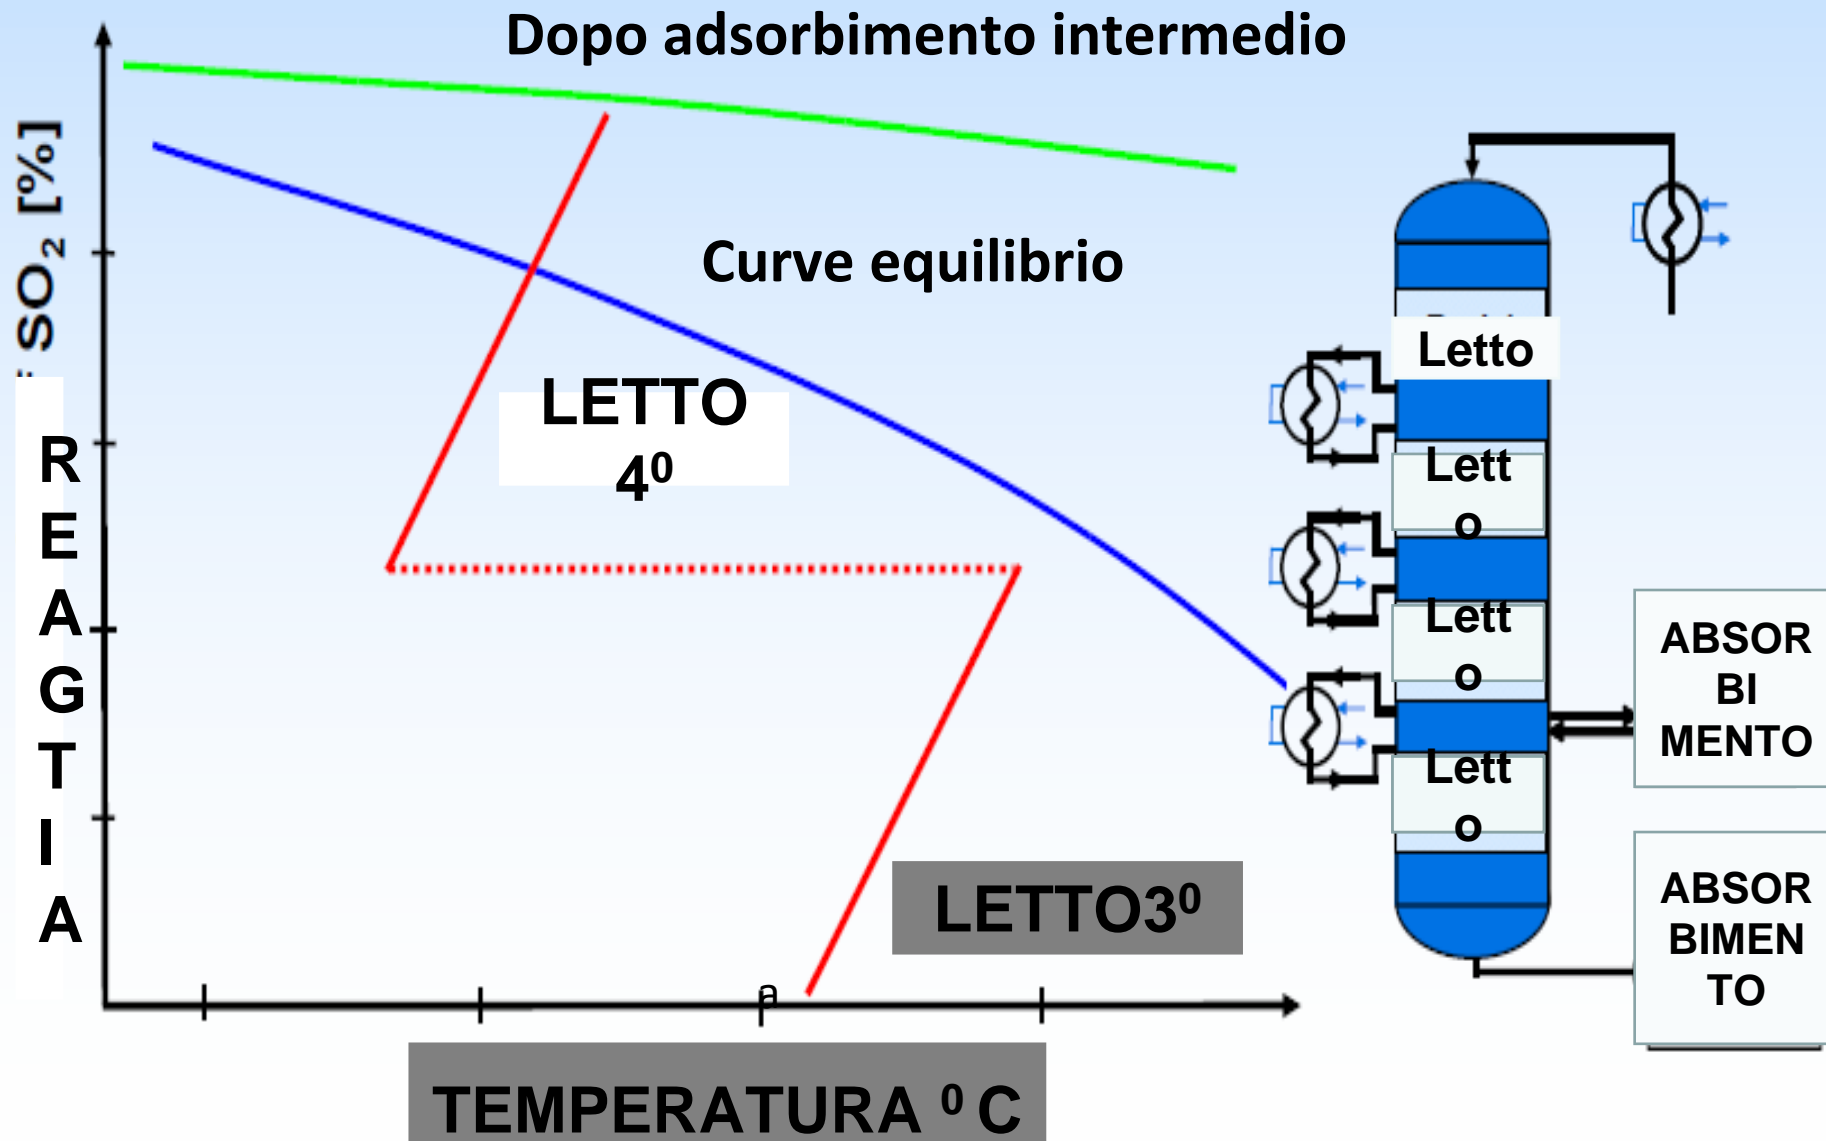 Dopo adsorbimento intermedio
SO₂ [%]
R
E
A
G
T
I
A
Curve equilibrio
LETTO
4⁰
LETTO3⁰
a
TEMPERATURA ⁰ C
Letto
Lett
o
Lett
o
Lett
o
ABSOR
BI
MENTO
ABSOR
BIMEN
TO